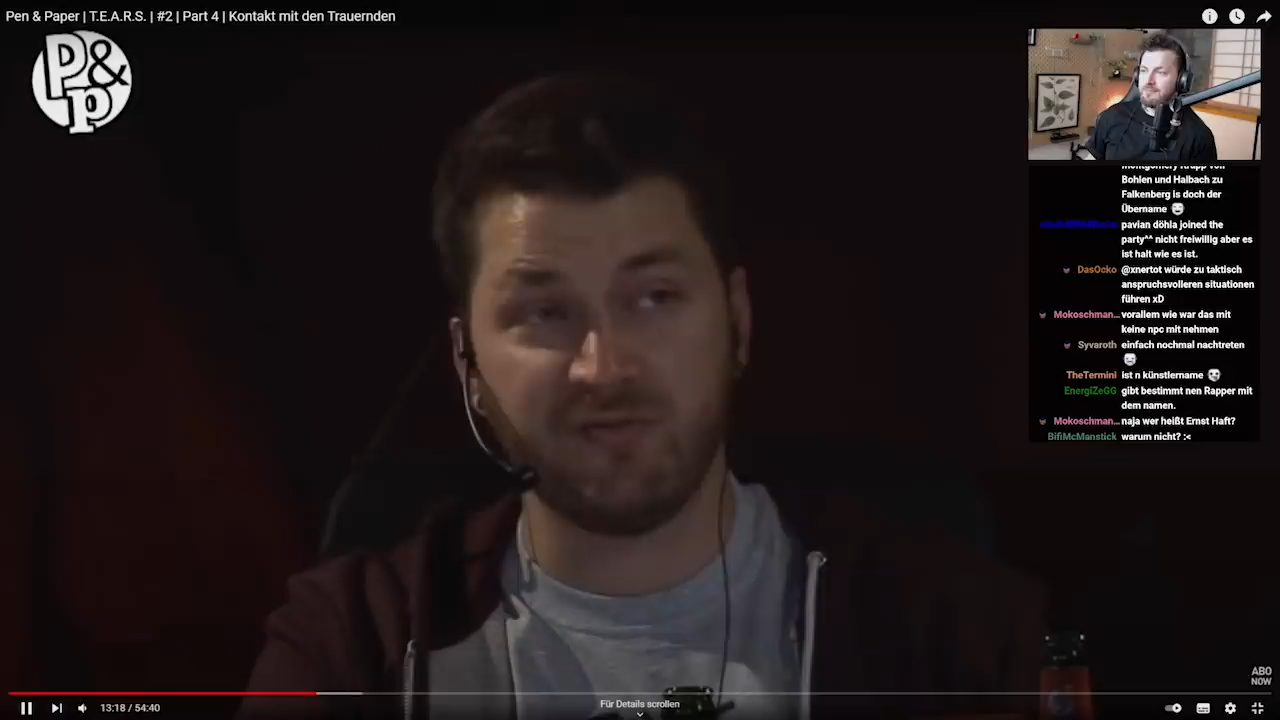 Pen & Paper | T.E.A.R.S. | #2 | Part 4 | Kontakt mit den Trauernden
P&
P
Montgomery Krupp von
Bohlen und Halbach zu
Falkenberg is doch der
Übername
pavian döhla joined the
party^^ nicht freiwillig aber es
ist halt wie es ist.
DasOcko @xnertot würde zu taktisch
anspruchsvolleren situationen
führen xD
Mokoschman... vorallem wie war das mit
keine npc mit nehmen
Syvaroth einfach nochmal nachtreten
TheTermini ist n künstlername
EnergiZeGG gibt bestimmt nen Rapper mit
dem namen.
Mokoschman... naja wer heißt Ernst Haft?
BifiMcManstick warum nicht? :<
ABO
NOW
13:18 / 54:40
Für Details scrollen